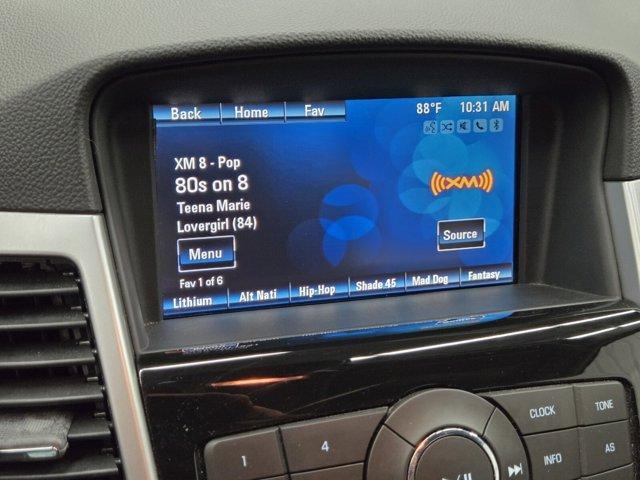 Back Home Fav 88°F 10:31 AM
XM 8 - Pop
80s on 8
XM
Teena Marie
Lovergirl (84)
Menu Source
Fav 1 of 6
Lithium Alt Nati Hip-Hop Shade 45 Mad Dog Fantasy
1 4 CLOCK TONE
INFO AS